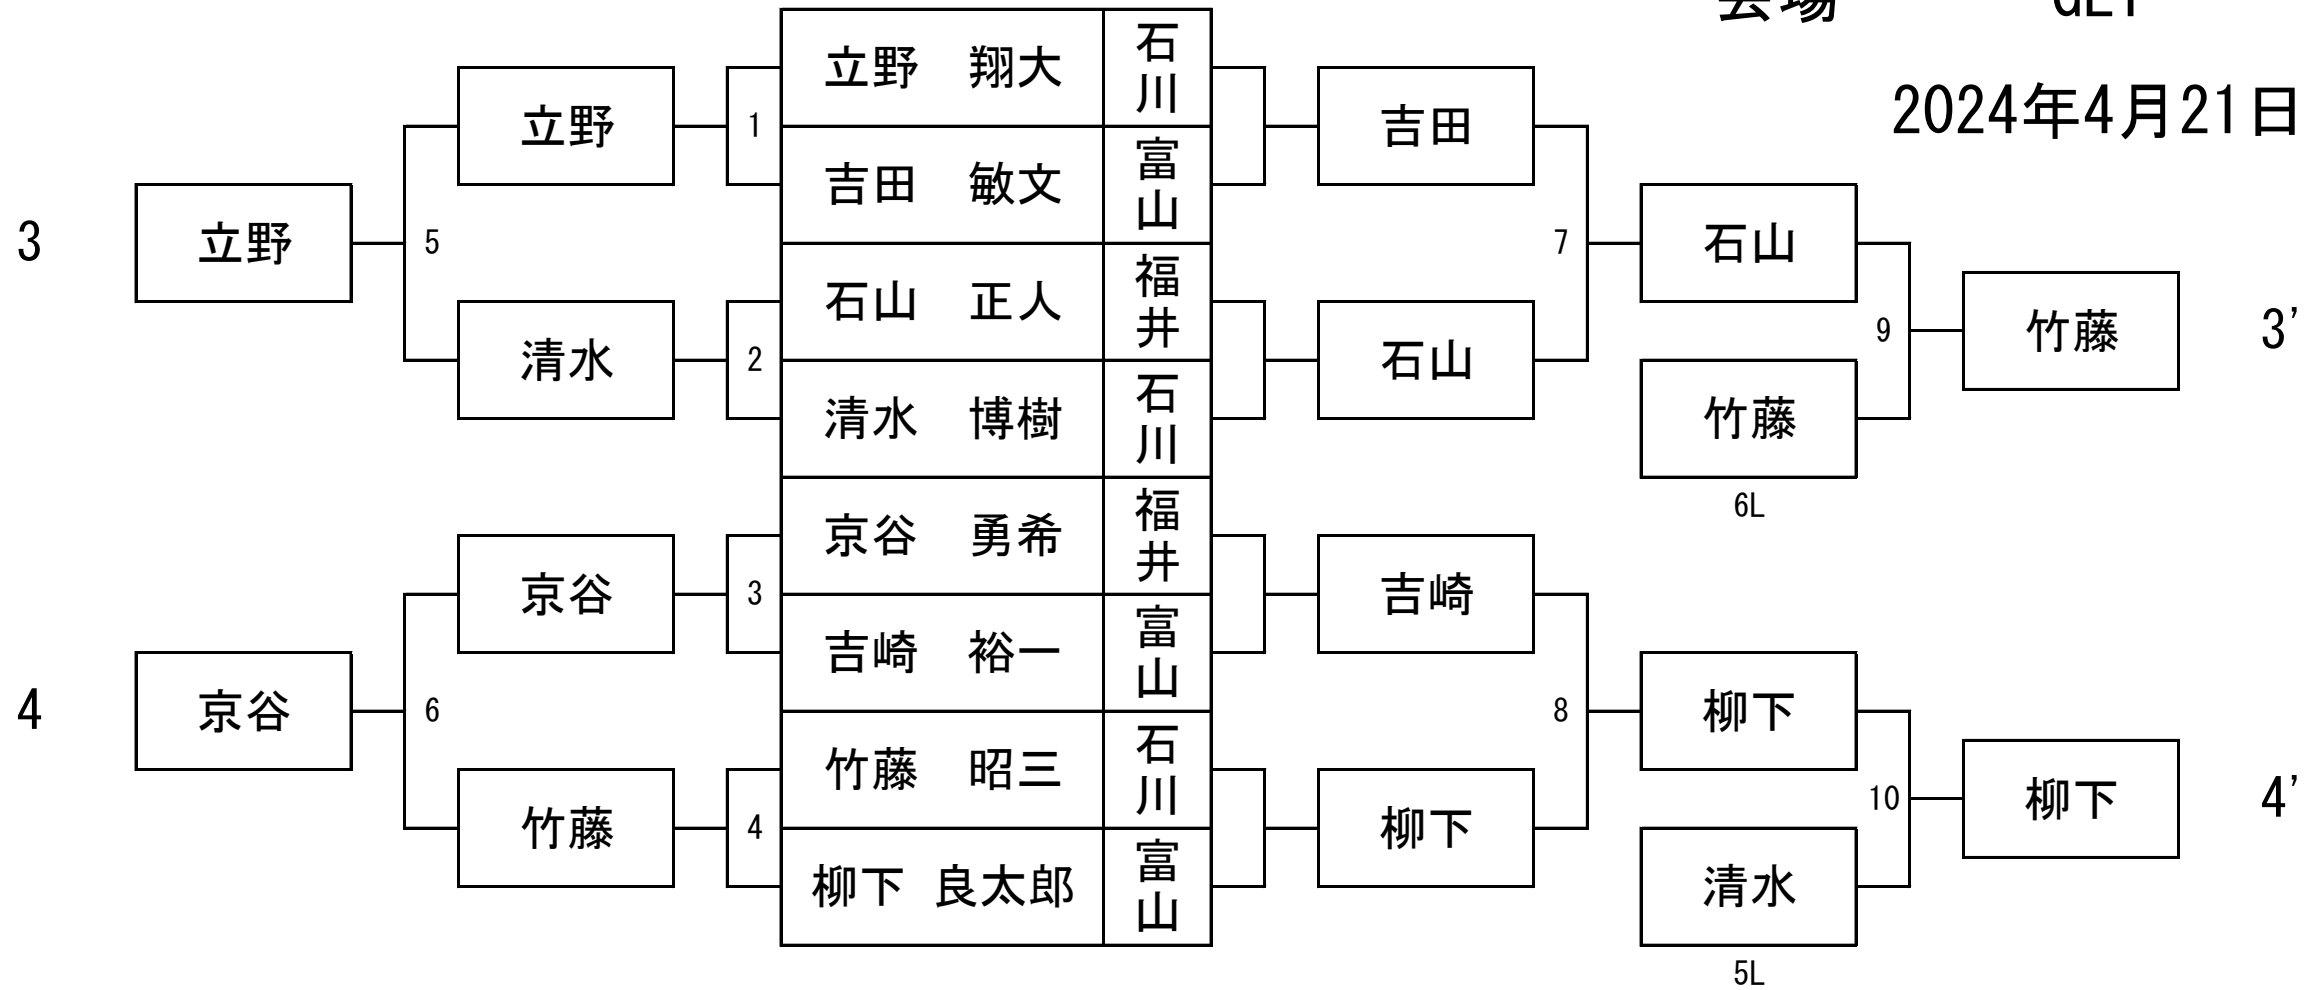 会場 GET
2024年4月21日
立野 翔大 石川
吉田 敏文 富山
石山 正人 福井
清水 博樹 石川
京谷 勇希 福井
吉崎 裕一 富山
竹藤 昭三 石川
柳下 良太郎 富山
立野 1 吉田
3 立野 5 7 石山
清水 2 石山
9 竹藤 3'
竹藤
6L
京谷 3 吉崎
4 京谷 6 8 柳下
竹藤 4 柳下
10 柳下 4'
清水
5L